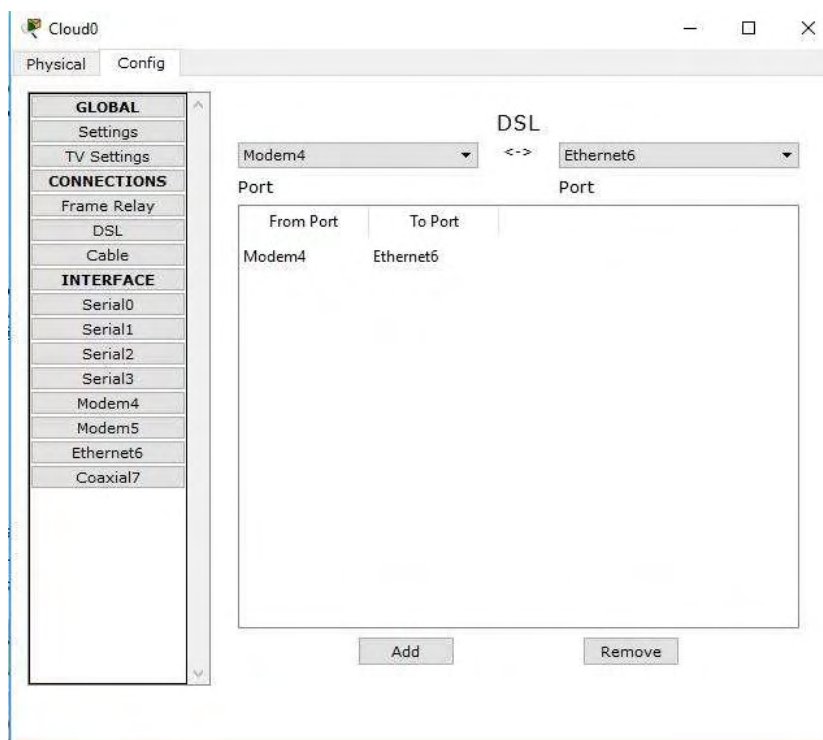 Cloud0
Physical Config
GLOBAL
Settings
TV Settings
CONNECTIONS
Frame Relay
DSL
Cable
INTERFACE
Serial0
Serial1
Serial2
Serial3
Modem4
Modem5
Ethernet6
Coaxial7
DSL
Modem4 <-> Ethernet6
Port Port
From Port To Port
Modem4 Ethernet6
Add Remove